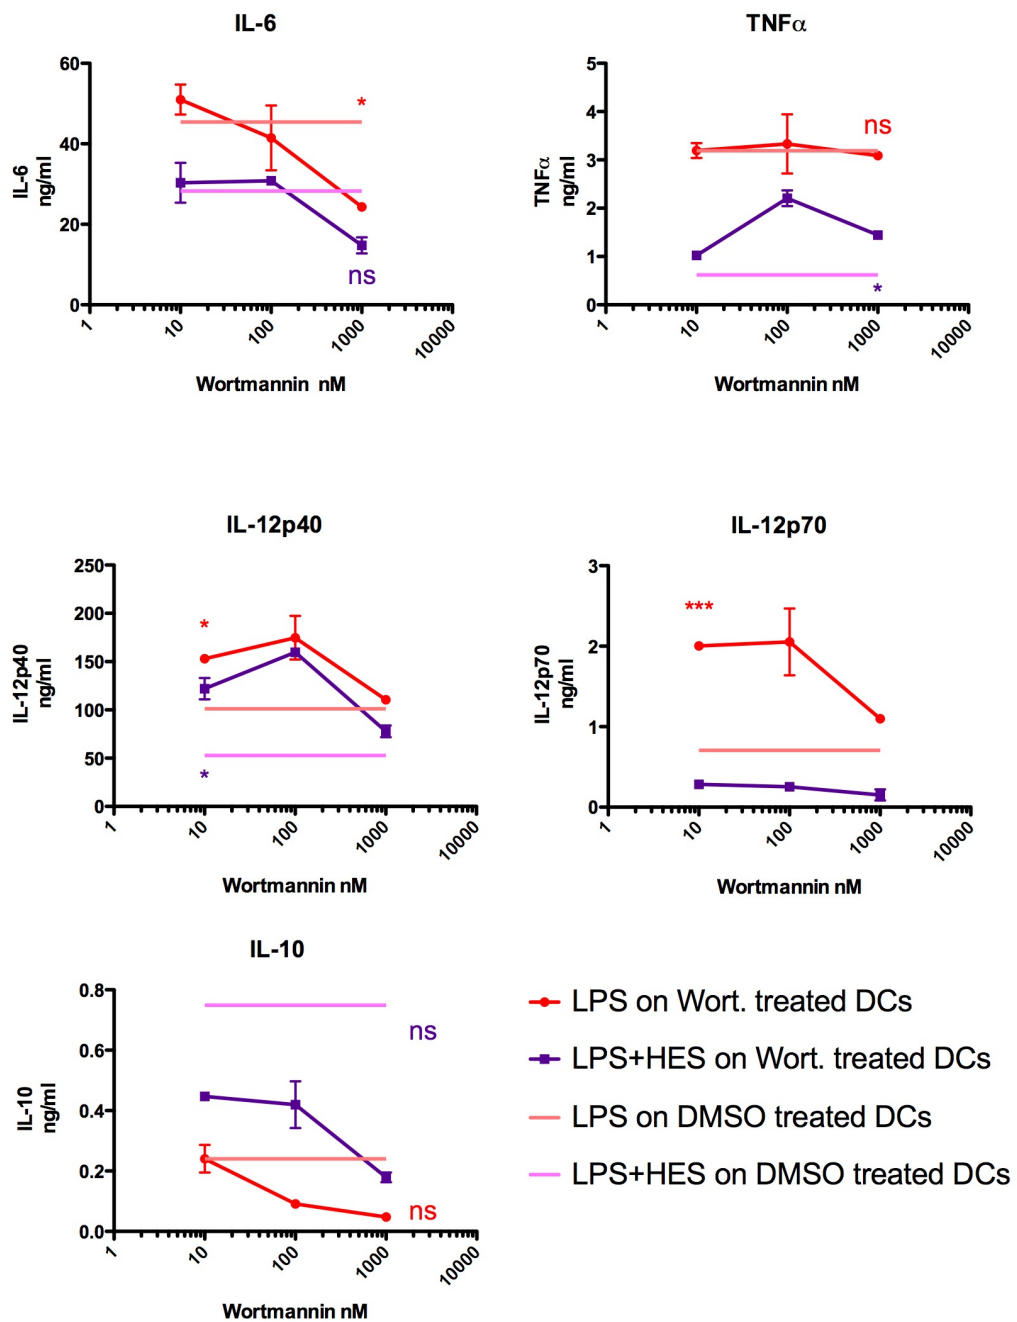 IL-6
60
40
20
0
IL-6
ng/ml
*
ns
1
10
100
1000
10000
Wortmannin nM
TNFα
5
4
3
2
1
0
TNFα
ng/ml
ns
*
1
10
100
1000
10000
Wortmannin nM
IL-12p40
250
200
150
100
50
0
IL-12p40
ng/ml
*
*
1
10
100
1000
10000
Wortmannin nM
IL-12p70
3
2
1
0
IL-12p70
ng/ml
***
1
10
100
1000
10000
Wortmannin nM
IL-10
0.8
0.6
0.4
0.2
0.0
IL-10
ng/ml
ns
ns
1
10
100
1000
10000
Wortmannin nM
LPS on Wort. treated DCs
LPS+HES on Wort. treated DCs
LPS on DMSO treated DCs
LPS+HES on DMSO treated DCs